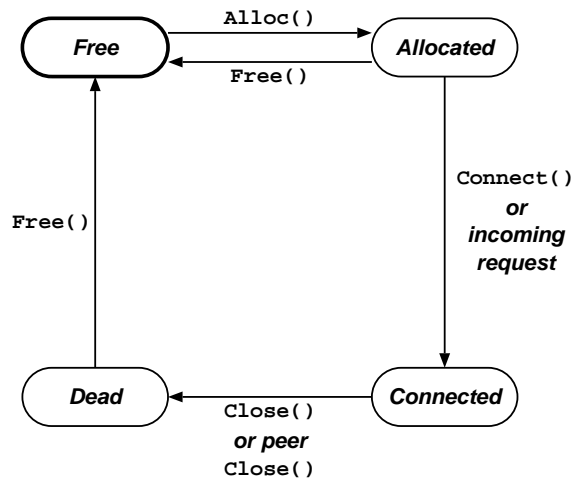 Alloc()
Free
Allocated
Free()
Connect()
or
incoming
request
Free()
Dead
Connected
Close()
or peer
Close()